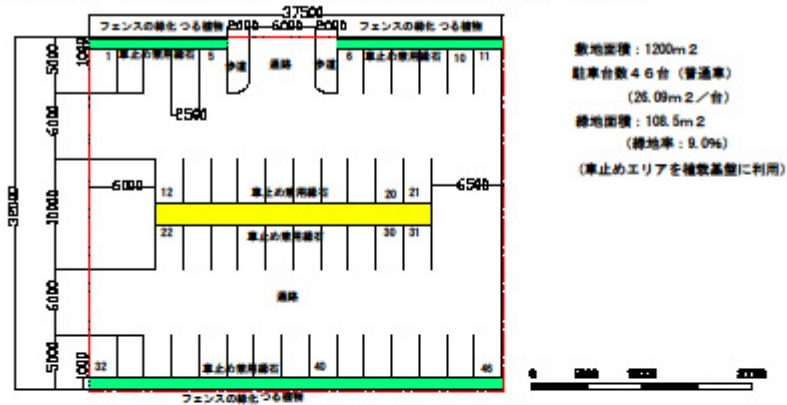 37500
フェンスの緑化 つる植物
2000
6000
2000
フェンスの緑化 つる植物
1000
5000
1
車止め兼用縁石
5
歩道
通路
歩道
6
車止め兼用縁石
10
11
2500
6000
32000
6000
12
車止め兼用縁石
20
21
6500
10000
22
車止め兼用縁石
30
31
6000
通路
5000
1000
32
車止め兼用縁石
40
46
フェンスの緑化 つる植物
敷地面積：1200m2
駐車台数46台（普通車）
(26.09m2／台)
緑地面積：108.5m2
(緑地率：9.0%)
(車止めエリアを植栽基盤に利用)
0